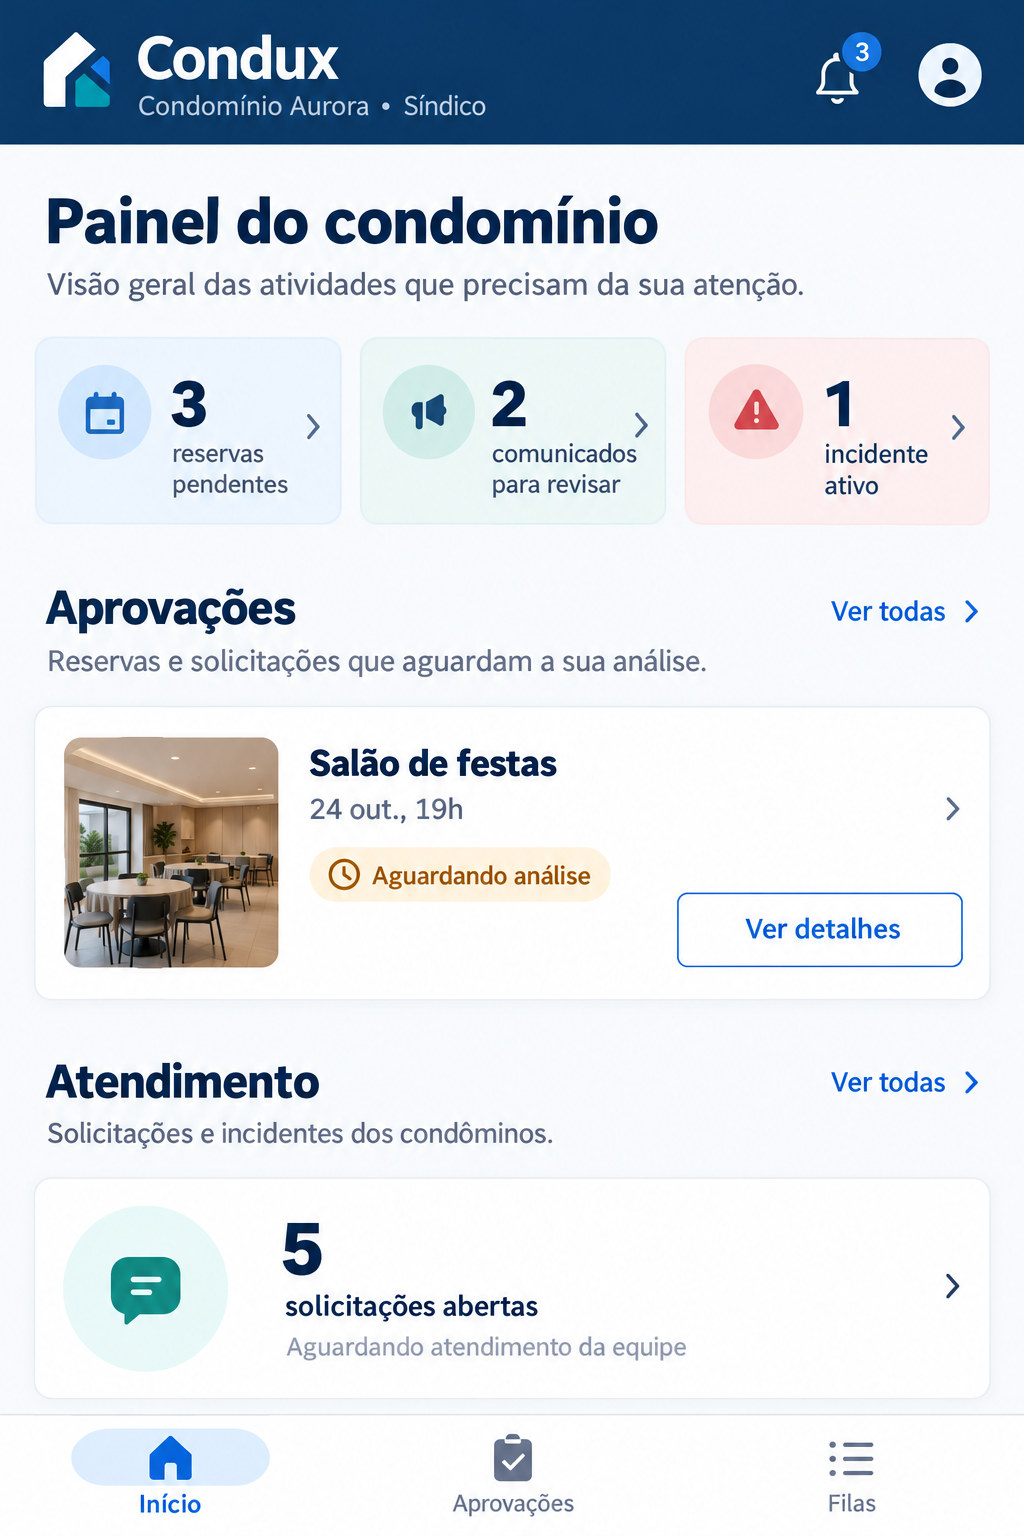 Condux
Condomínio Aurora • Síndico
3
Painel do condomínio
Visão geral das atividades que precisam da sua atenção.
3
reservas
pendentes
2
comunicados
para revisar
1
incidente
ativo
Aprovações
Ver todas
Reservas e solicitações que aguardam a sua análise.
Salão de festas
24 out., 19h
Aguardando análise
Ver detalhes
Atendimento
Ver todas
Solicitações e incidentes dos condôminos.
5
solicitações abertas
Aguardando atendimento da equipe
Início
Aprovações
Filas